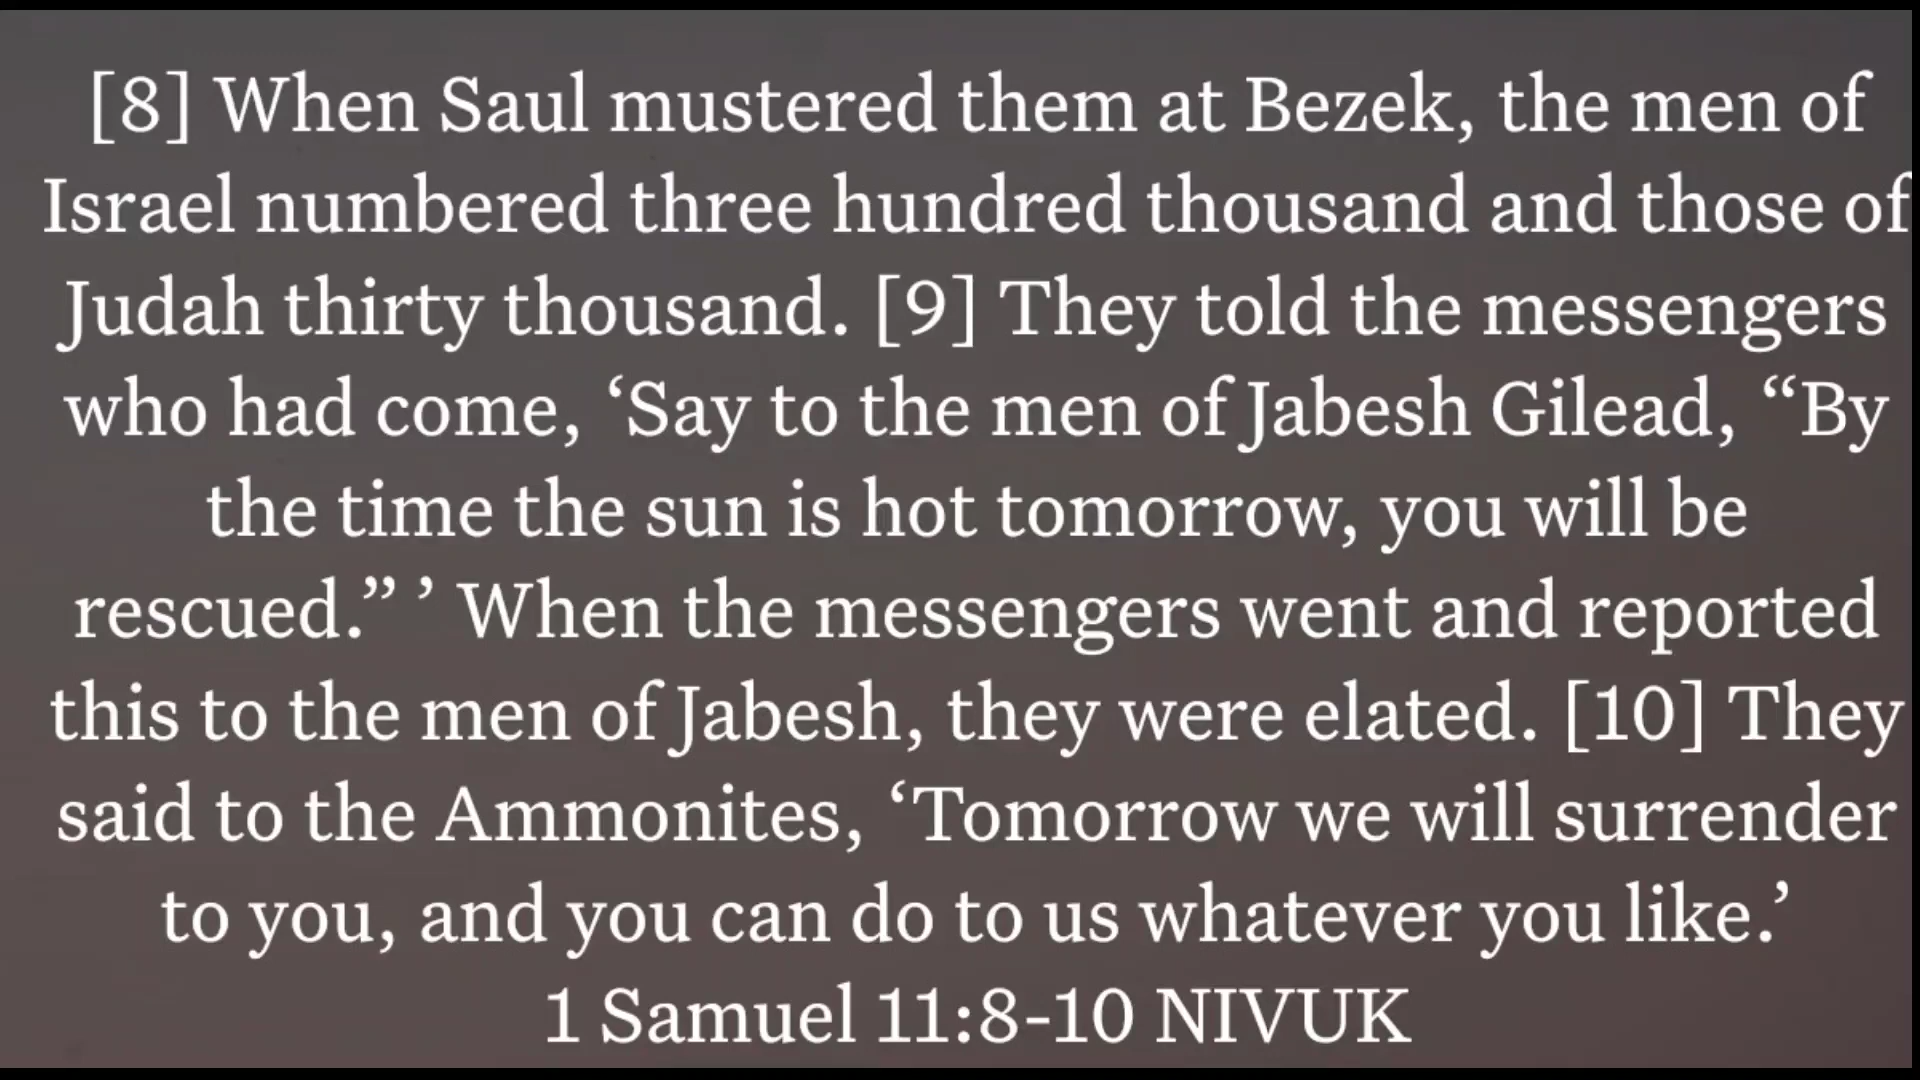 [8] When Saul mustered them at Bezek, the men of
Israel numbered three hundred thousand and those of
Judah thirty thousand. [9] They told the messengers
who had come, ‘Say to the men of Jabesh Gilead, “By
the time the sun is hot tomorrow, you will be
rescued.” ’ When the messengers went and reported
this to the men of Jabesh, they were elated. [10] They
said to the Ammonites, ‘Tomorrow we will surrender
to you, and you can do to us whatever you like.’
1 Samuel 11:8-10 NIVUK